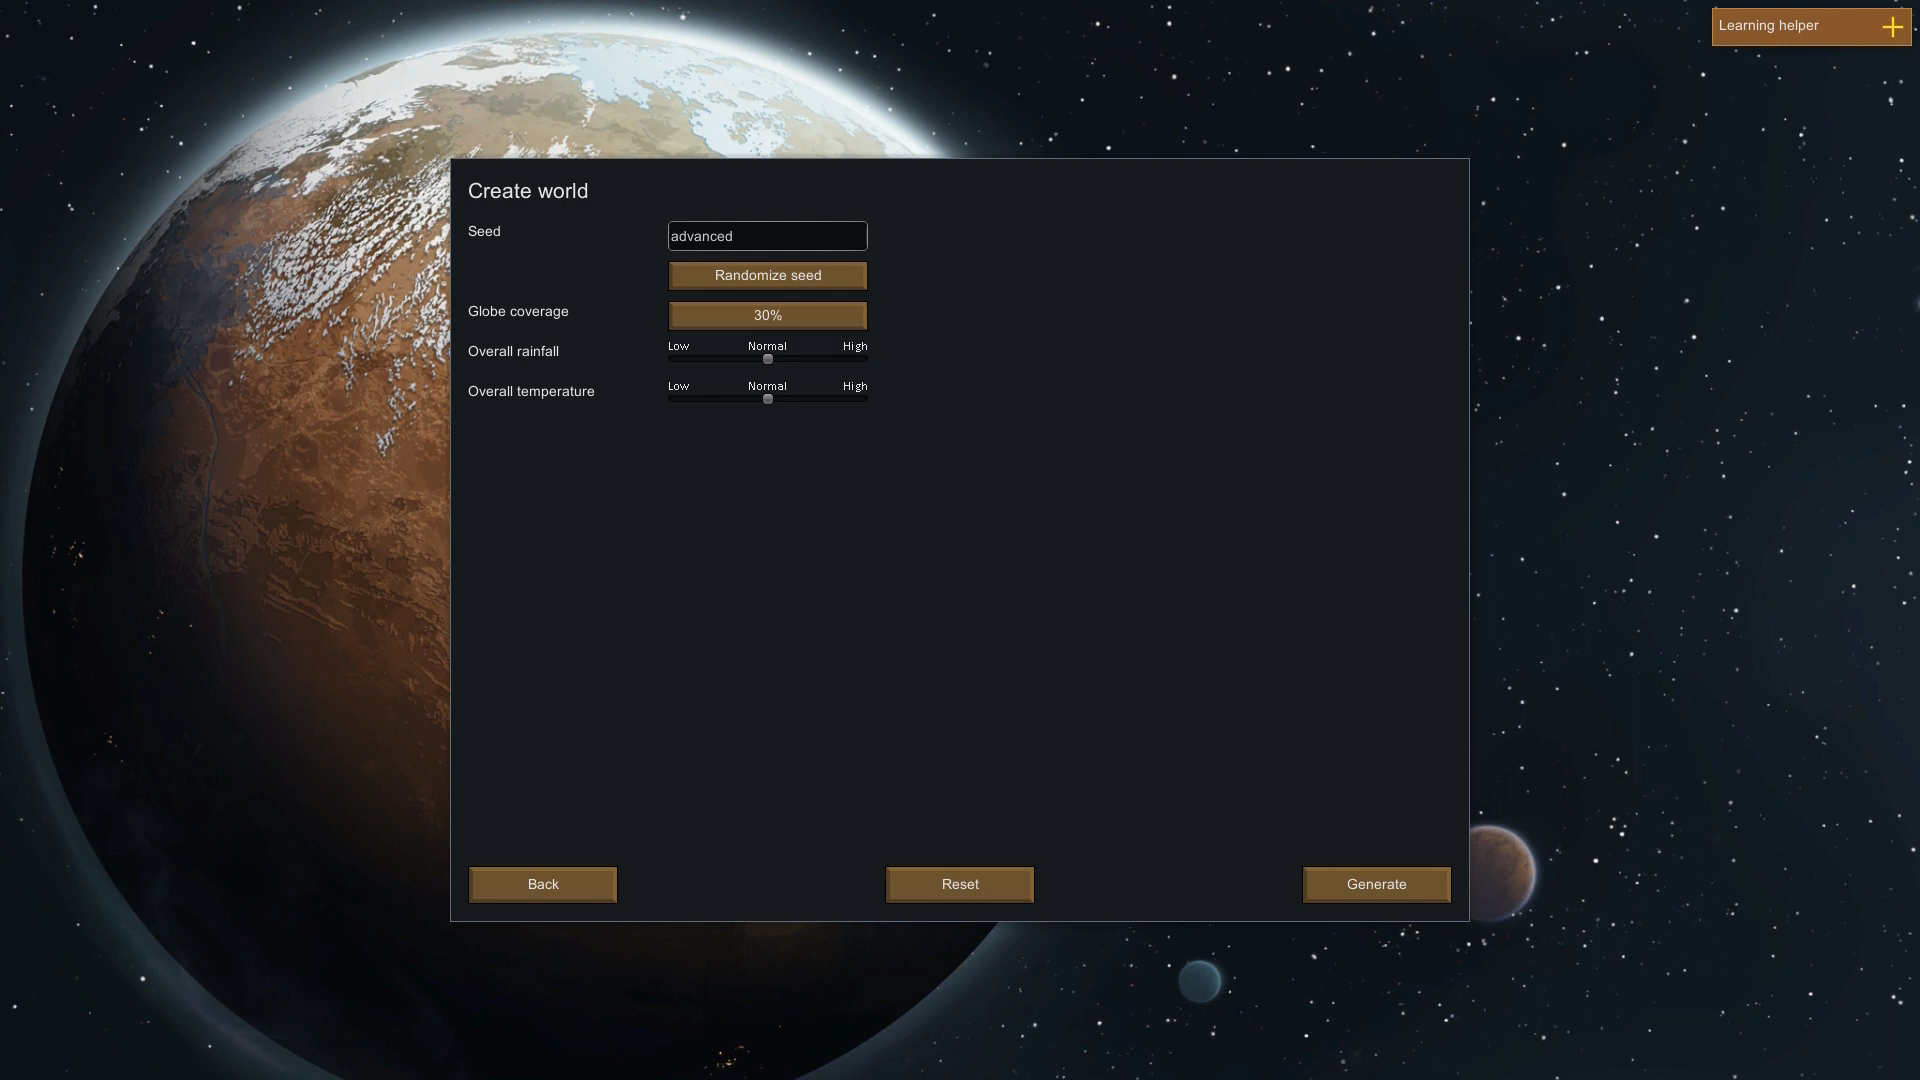 Learning helper
Create world
Seed
advanced
Randomize seed
Globe coverage
30%
Overall rainfall
Low Normal High
Overall temperature
Low Normal High
Back
Reset
Generate